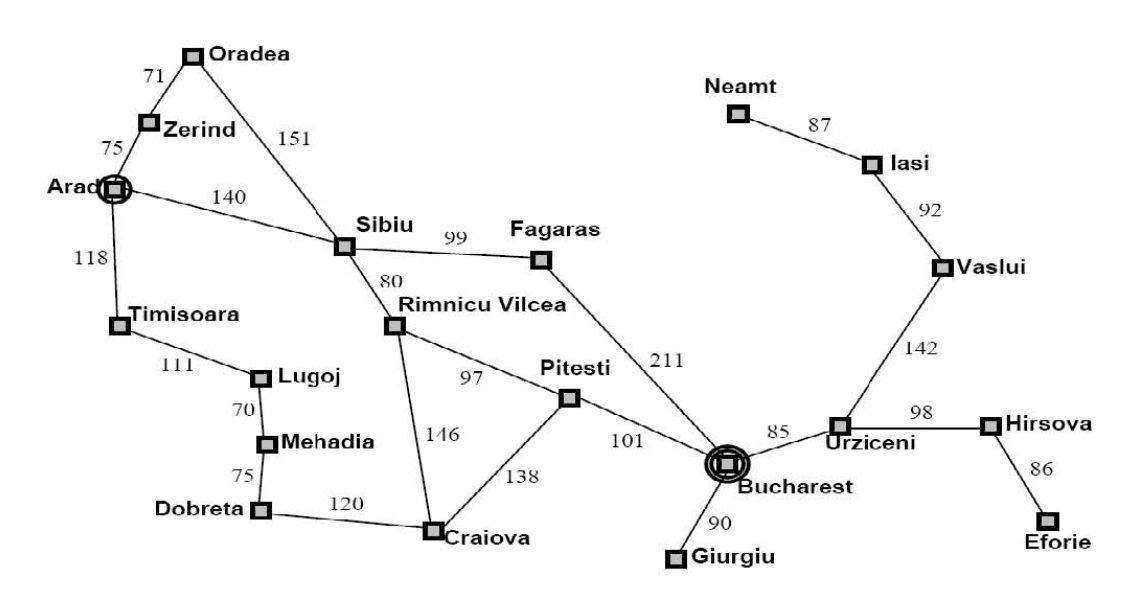 Oradea
71
Neamt
87
Zerind
151
75
Iasi
Arad
140
92
Sibiu
Fagaras
99
118
Vaslui
80
Timisoara
Rimnicu Vilcea
111
Lugoj
97
Pitesti
211
142
70
Mehadia
146
101
85
98
Hirsova
Urziceni
75
138
86
Dobreta
120
Bucharest
90
Craiova
Giurgiu
Eforie